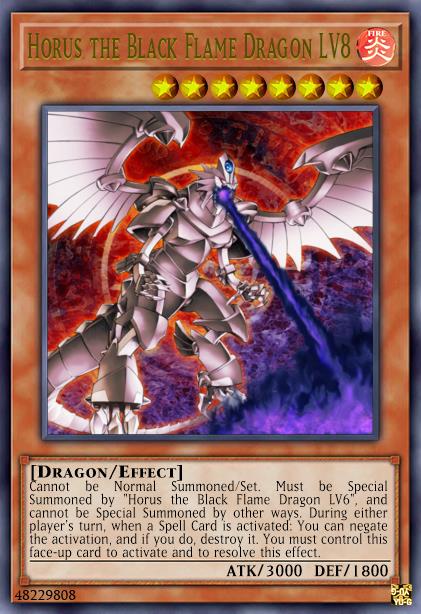 Horus the Black Flame Dragon LV8
FIRE
炎
[Dragon/Effect]
Cannot be Normal Summoned/Set. Must be Special
Summoned by "Horus the Black Flame Dragon LV6", and
cannot be Special Summoned by other ways. During either
player's turn, when a Spell Card is activated: You can negate
the activation, and if you do, destroy it. You must control this
face-up card to activate and to resolve this effect.
ATK/3000 DEF/1800
48229808